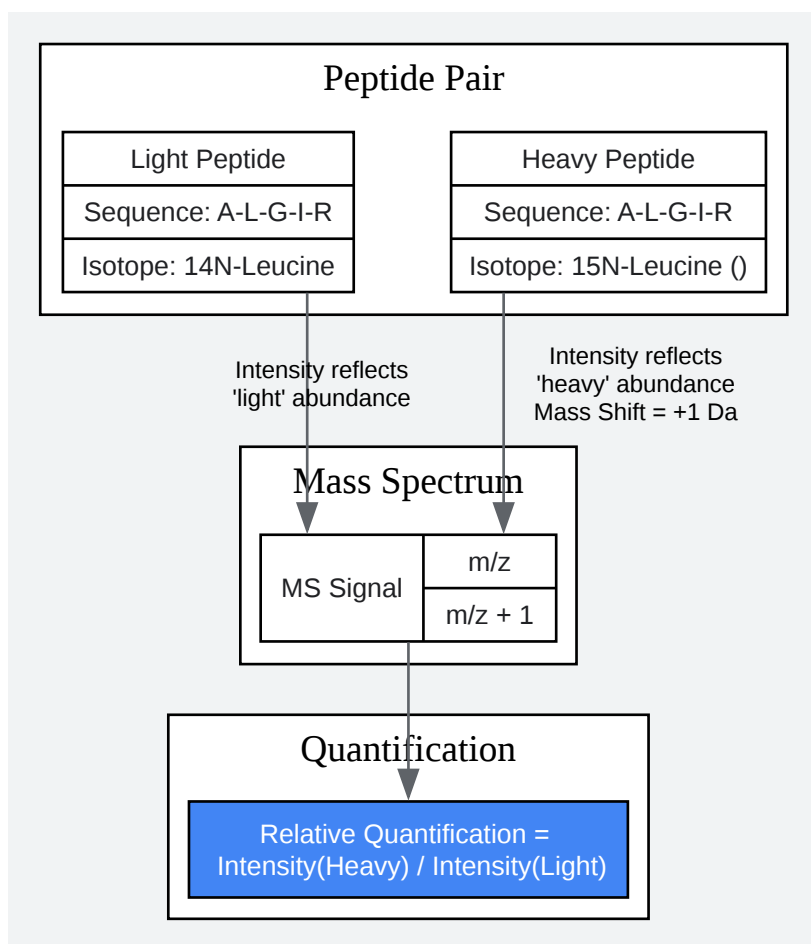 Peptide Pair
Light Peptide
Sequence: A-L-G-I-R
Isotope: 14N-Leucine
Heavy Peptide
Sequence: A-L-G-I-R
Isotope: 15N-Leucine ()
Intensity reflects
'light' abundance
Intensity reflects
'heavy' abundance
Mass Shift = +1 Da
Mass Spectrum
MS Signal
m/z
m/z + 1
Quantification
Relative Quantification =
Intensity(Heavy) / Intensity(Light)